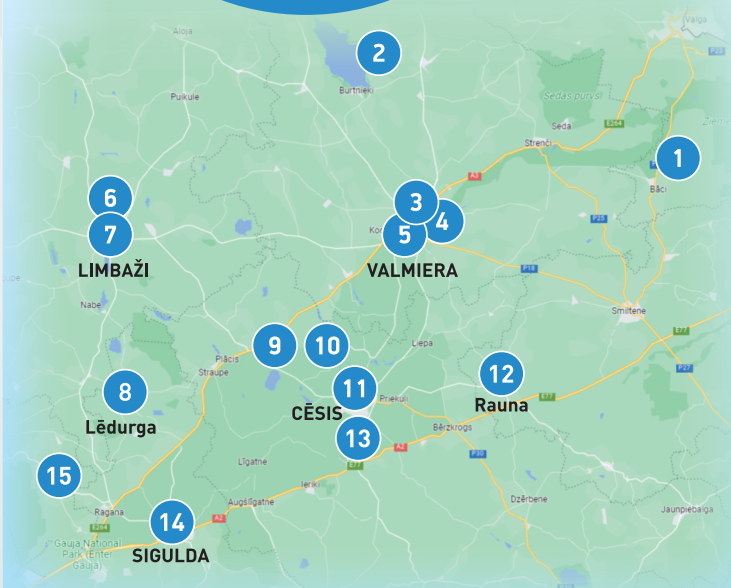 Valga
Aloja
2
P23
Burtnieki
Puikule
Sedas purvs
Seda
E264
Strenči
1
A3
Bāci
6
3
4
P25
7
Ko
5
LIMBAŽI
VALMIERA
P18
Nabe
Smiltene
E77
9
10
Liepa
Plācis
Straupe
P27
12
8
11
Priekuļi
E77
CĒSIS
Rauna
Lēdurga
Bērzkrogs
13
A2
Līgatne
E77
P30
15
Ieriķi
Dzērbene
Augšlīgatne
Jaunpiebalga
Ragana
14
A2
E264
Gauja National
Park (Enter
Gauja)
SIGULDA